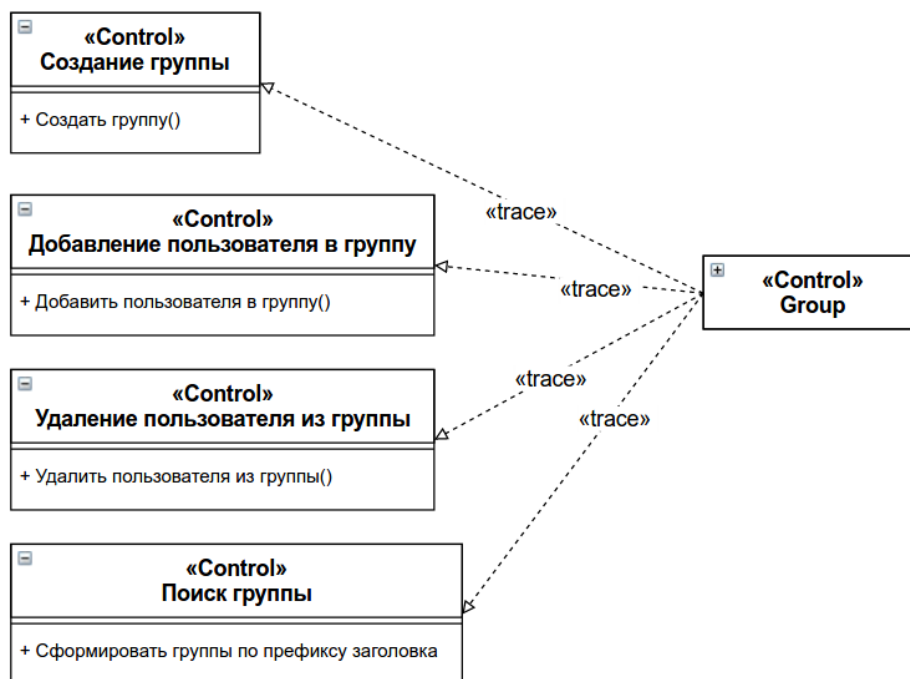 «Control»
Создание группы
+ Создать группу()
«trace»
«Control»
Добавление пользователя в группу
+ Добавить пользователя в группу()
«trace»
«Control»
Group
«Control»
Удаление пользователя из группы
+ Удалить пользователя из группы()
«trace»
«trace»
«Control»
Поиск группы
+ Сформировать группы по префиксу заголовка